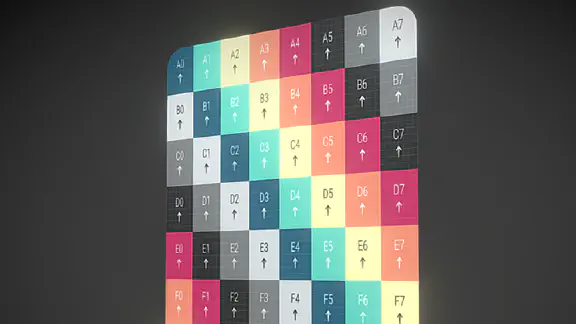 A0 A1 A2 A3 A4 A5 A6 A7
B0 B1 B2 B3 B4 B5 B6 B7
C0 C1 C2 C3 C4 C5 C6 C7
D0 D1 D2 D3 D4 D5 D6 D7
E0 E1 E2 E3 E4 E5 E6 E7
F0 F1 F2 F3 F4 F5 F6 F7